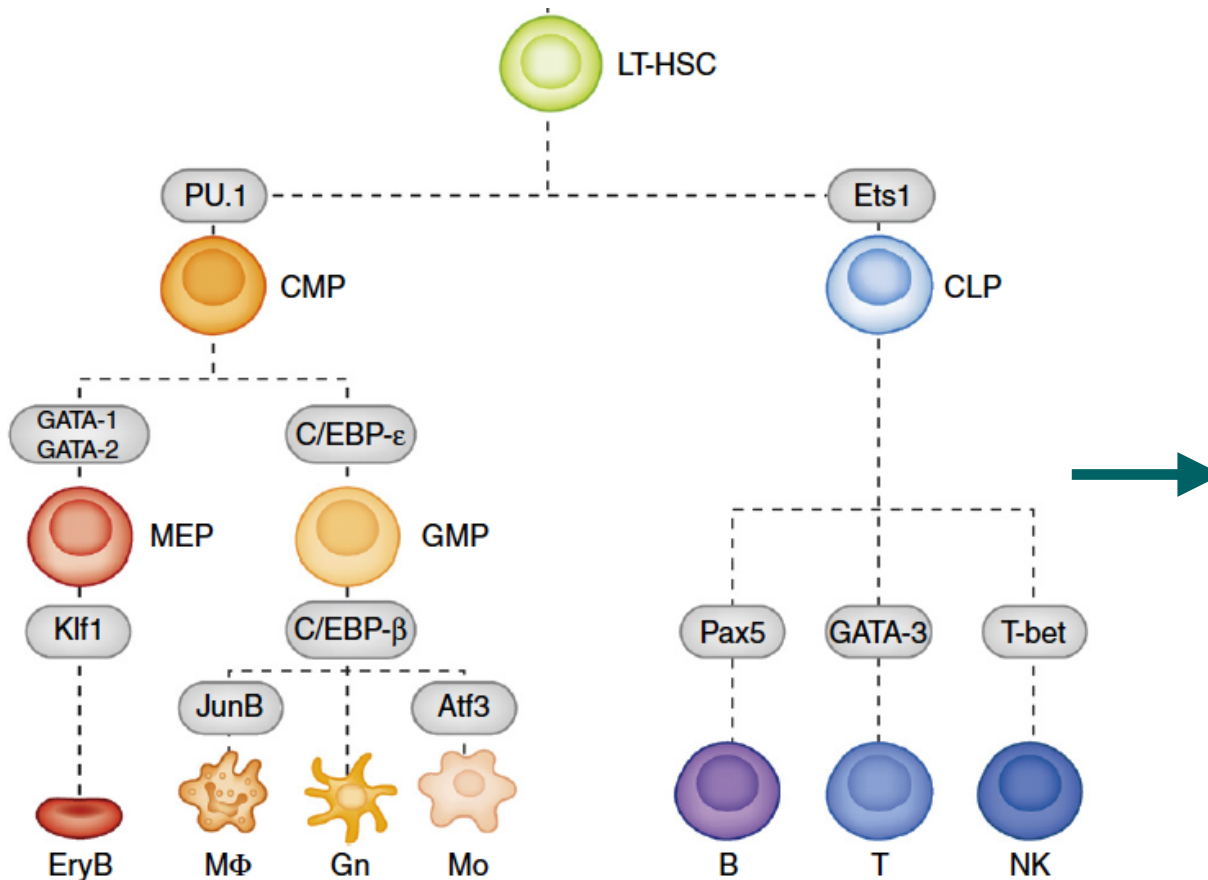 LT-HSC
PU.1
Ets1
CMP
CLP
GATA-1
GATA-2
C/EBP-ε
MEP
GMP
Klf1
C/EBP-β
Pax5
GATA-3
T-bet
JunB
Atf3
EryB
MΦ
Gn
Mo
B
T
NK